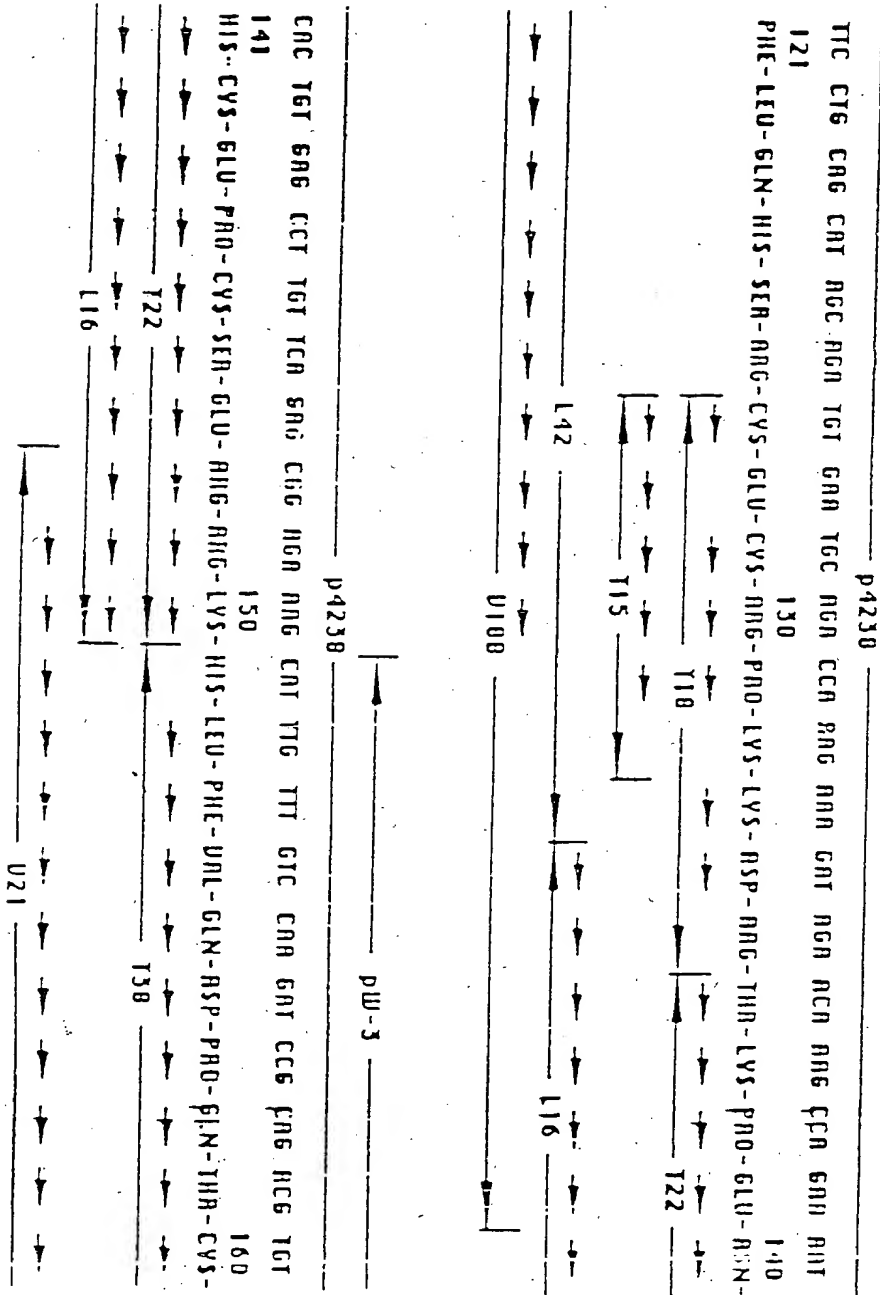 p4238
TTC CTG CAG CAT AGC AGA TGT GAA TGC AGA CCA AAG AAA GAT AGA ACA AAG CCA GAA AAT
121 130 140
PHE-LEU-GLN-HIS-SER-ARG-CYS-GLU-CYS-ARG-PRO-LYS-LYS-ASP-ARG-THR-LYS-PRO-GLU-ASN-
T18 T22
T15
L42 L16
V108
pW-3
p4238
CAC TGT GAG CCT TGT TCA GAG CGG AGA AAG CAT TTG TTT GTC CAA GAT CCG CAG ACG TGT
141 150 160
HIS-CYS-GLU-PRO-CYS-SER-GLU-ARG-ARG-LYS-HIS-LEU-PHE-VAL-GLN-ASP-PRO-GLN-THR-CYS-
T22 T38
L16
V21